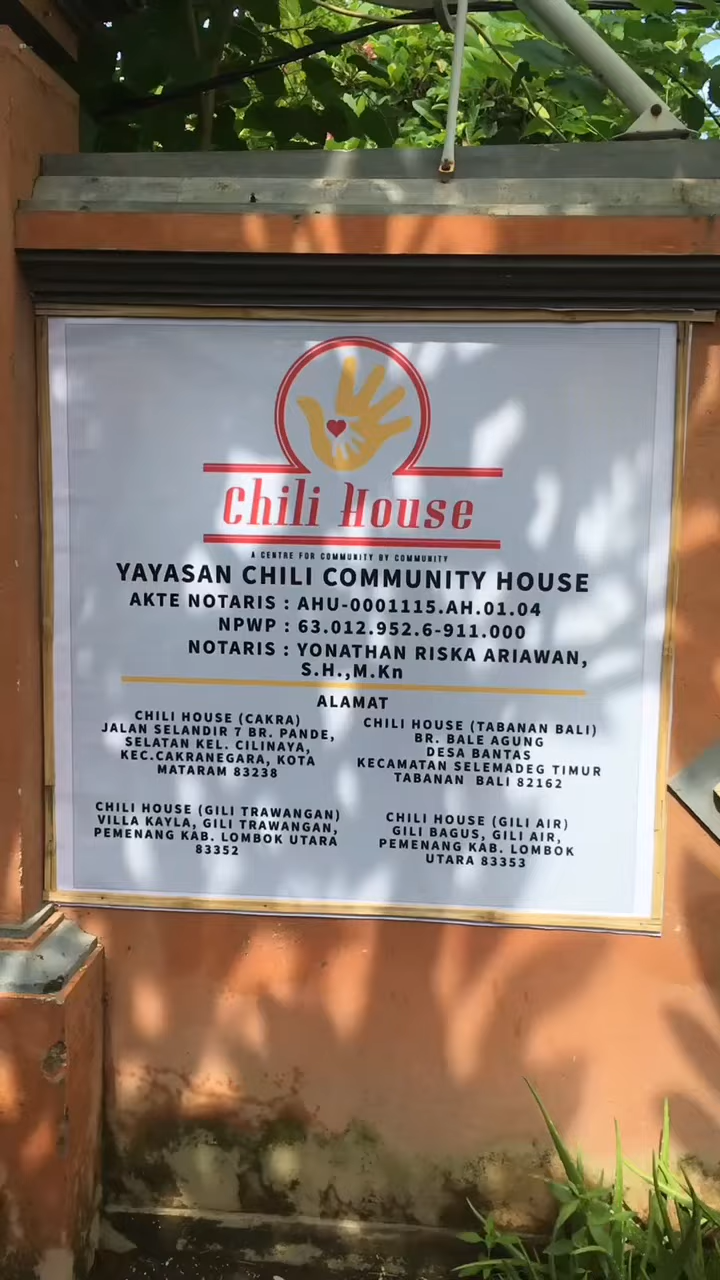 Chili House
A CENTRE FOR COMMUNITY BY COMMUNITY
YAYASAN CHILI COMMUNITY HOUSE
AKTE NOTARIS : AHU-0001115.AH.01.04
NPWP : 63.012.952.6-911.000
NOTARIS : YONATHAN RISKA ARIAWAN,
S.H.,M.Kn
ALAMAT
CHILI HOUSE (CAKRA)
JALAN SELANDIR 7 BR. PANDE,
SELATAN KEL. CILINAYA,
KEC.CAKRANEGARA, KOTA
MATARAM 83238
CHILI HOUSE (TABANAN BALI)
BR. BALE AGUNG
DESA BANTAS
KECAMATAN SELEMADEG TIMUR
TABANAN BALI 82162
CHILI HOUSE (GILI TRAWANGAN)
VILLA KAYLA, GILI TRAWANGAN,
PEMENANG KAB. LOMBOK UTARA
83352
CHILI HOUSE (GILI AIR)
GILI BAGUS, GILI AIR,
PEMENANG KAB. LOMBOK
UTARA 83353